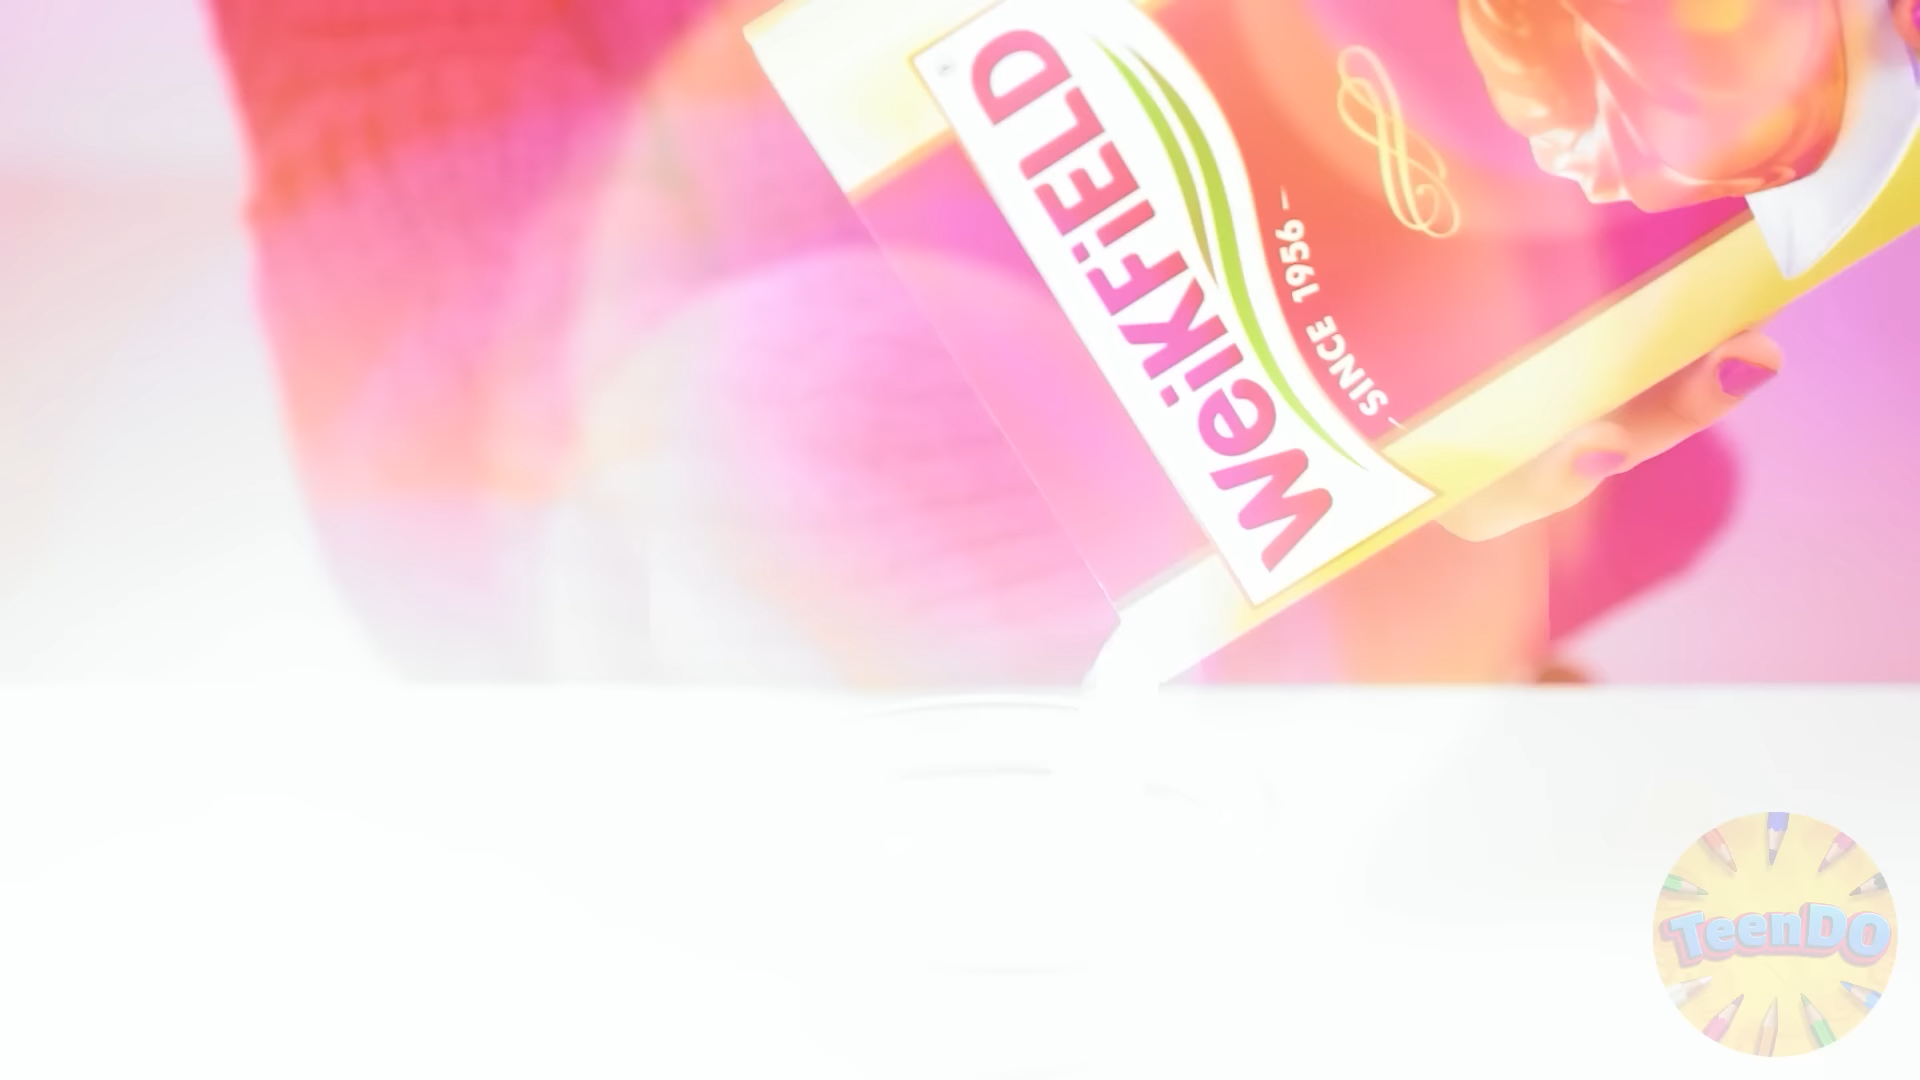 WeikFiELD
– SINCE 1956 –
TeenDO